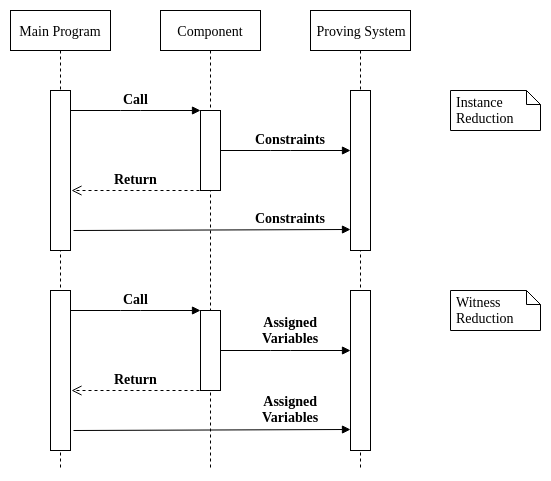 Main Program
Component
Proving System
Call
Instance
Reduction
Constraints
Return
Constraints
Call
Witness
Reduction
Assigned
Variables
Return
Assigned
Variables